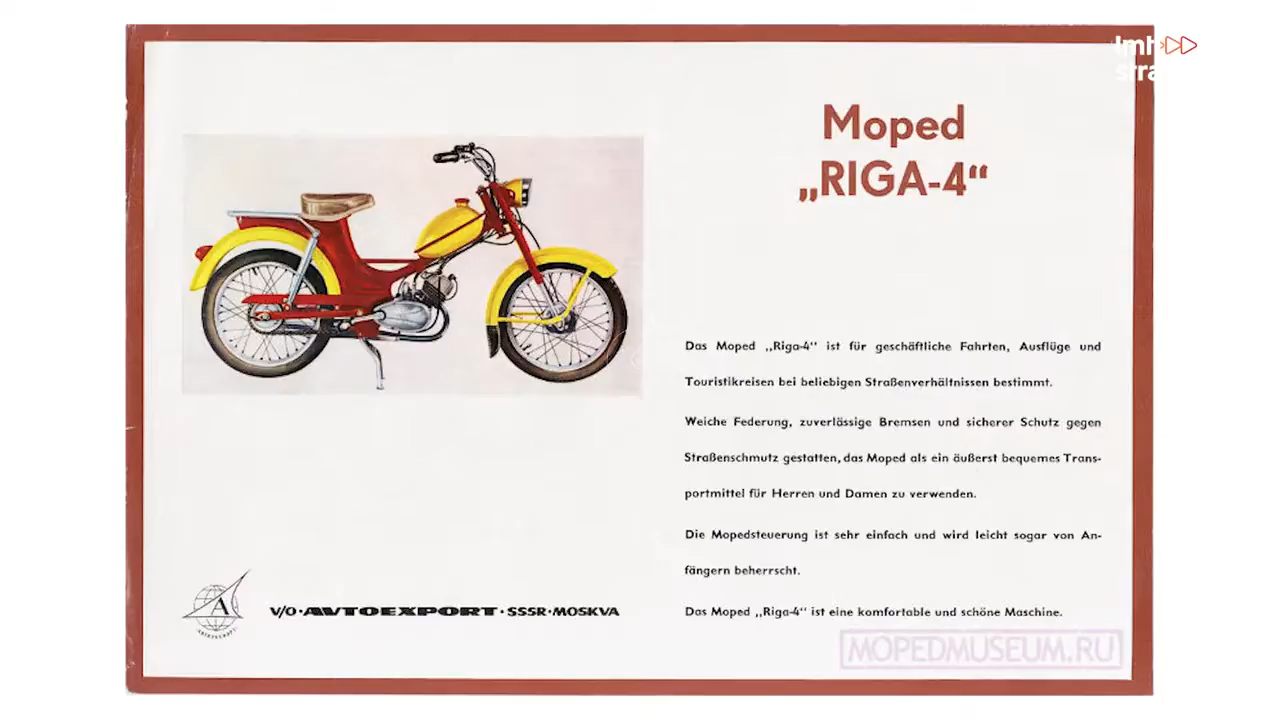 Moped
„RIGA-4“
Das Moped „Riga-4“ ist für geschäftliche Fahrten, Ausflüge und
Touristikreisen bei beliebigen Straßenverhältnissen bestimmt.
Weiche Federung, zuverlässige Bremsen und sicherer Schutz gegen
Straßenschmutz gestatten, das Moped als ein äußerst bequemes Trans-
portmittel für Herren und Damen zu verwenden.
Die Mopedsteuerung ist sehr einfach und wird leicht sogar von An-
fängern beherrscht.
Das Moped „Riga-4“ ist eine komfortable und schöne Maschine.
A
V/O·AVTOEXPORT·SSSR·MOSKVA
MOPEDMUSEUM.RU